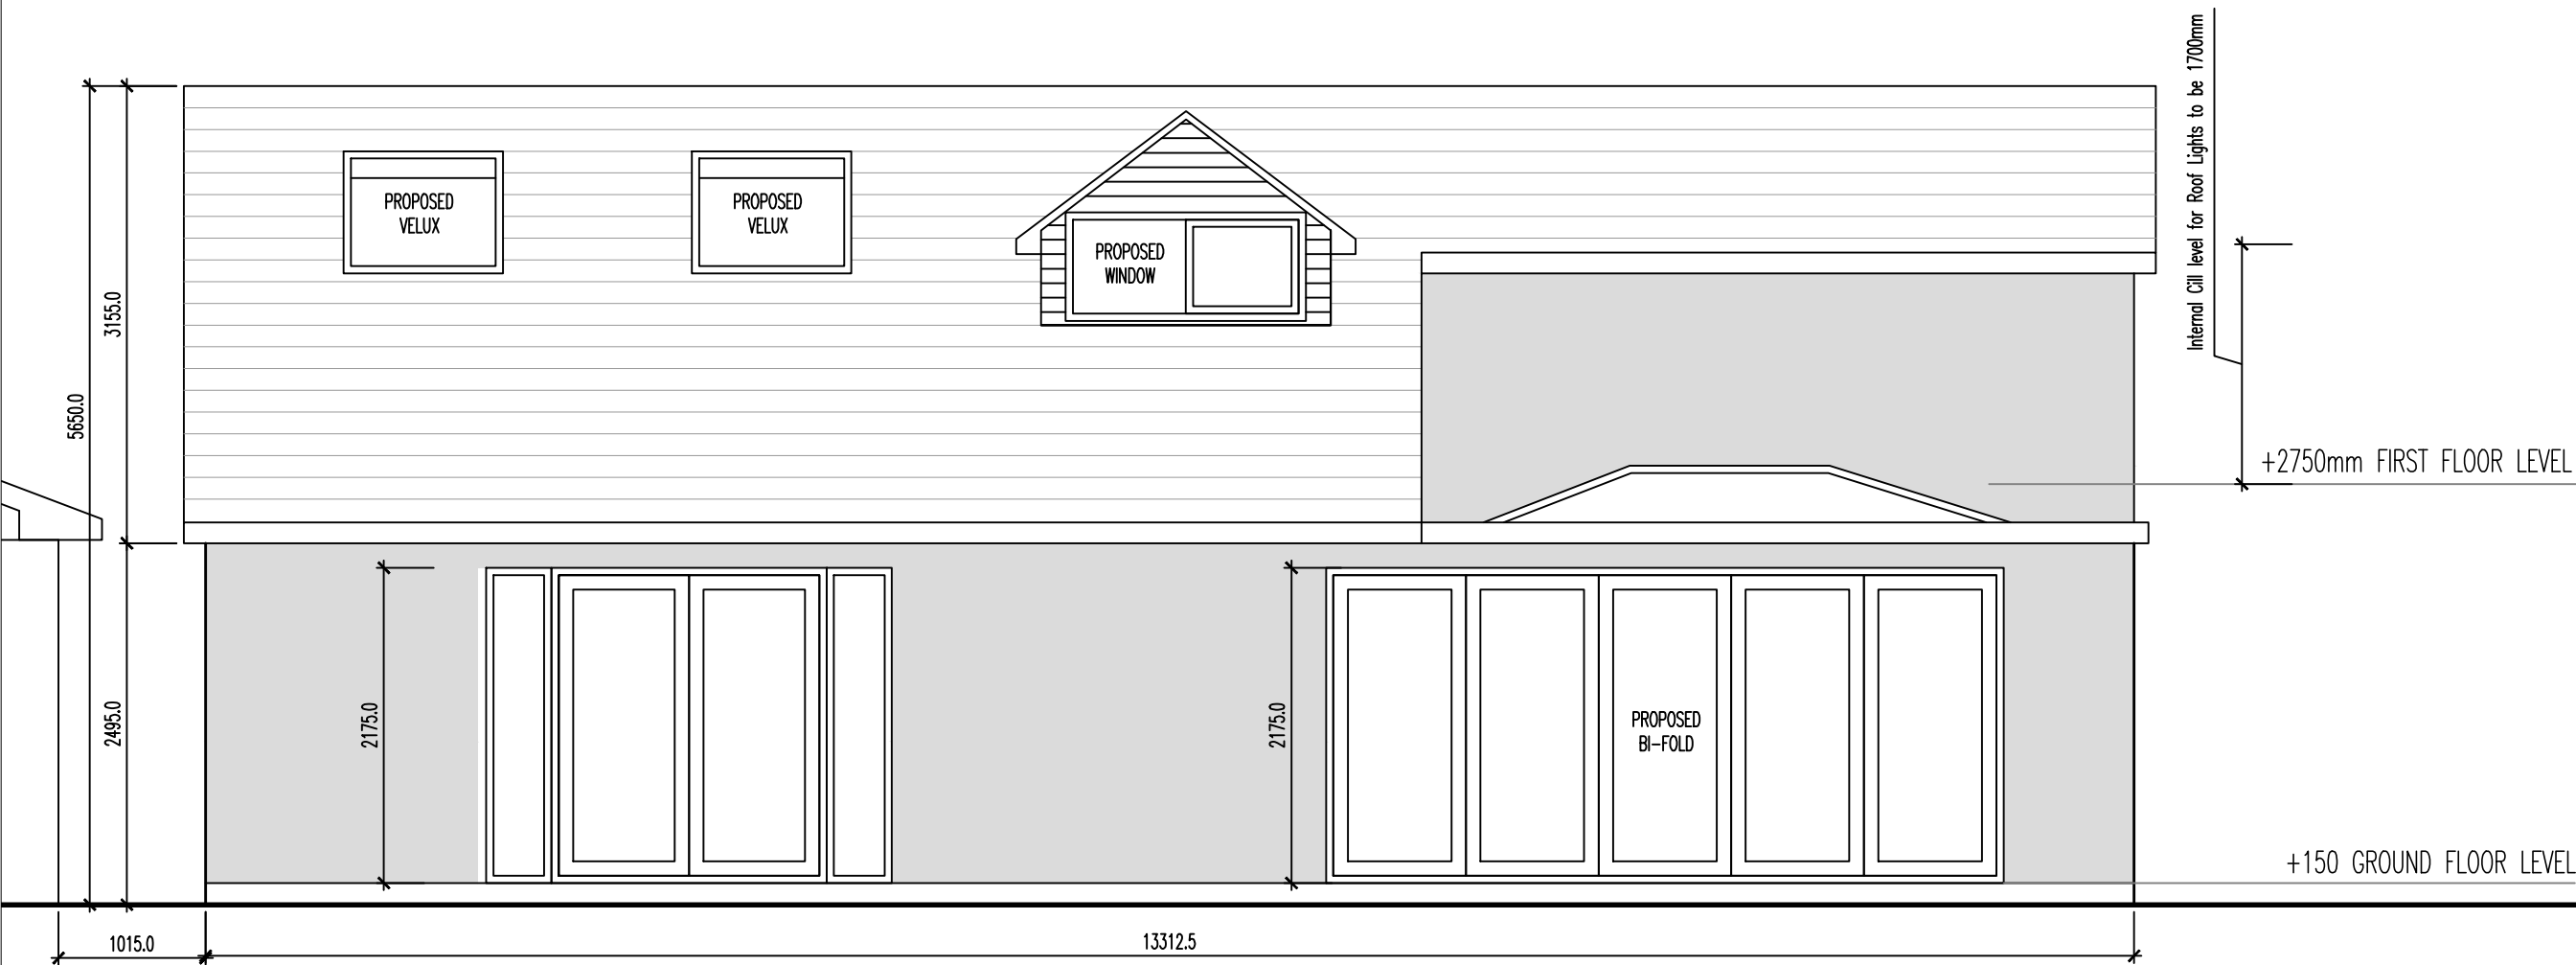 Internal Cill level for Roof Lights to be 1700mm
PROPOSED
VELUX
PROPOSED
VELUX
PROPOSED
WINDOW
3155.0
5650.0
+2750mm FIRST FLOOR LEVEL
2495.0
2175.0
2175.0
PROPOSED
BI-FOLD
+150 GROUND FLOOR LEVEL
1015.0
13312.5